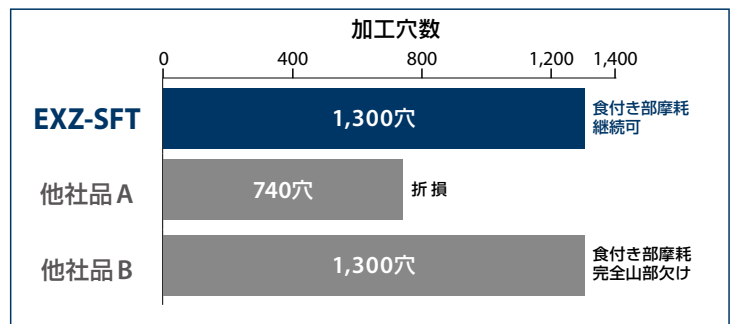 加工穴数
0 400 800 1,200 1,400
EXZ-SFT 1,300穴 食付き部摩耗
継続可
他社品A 740穴 折損
他社品B 1,300穴 食付き部摩耗
完全山部欠け